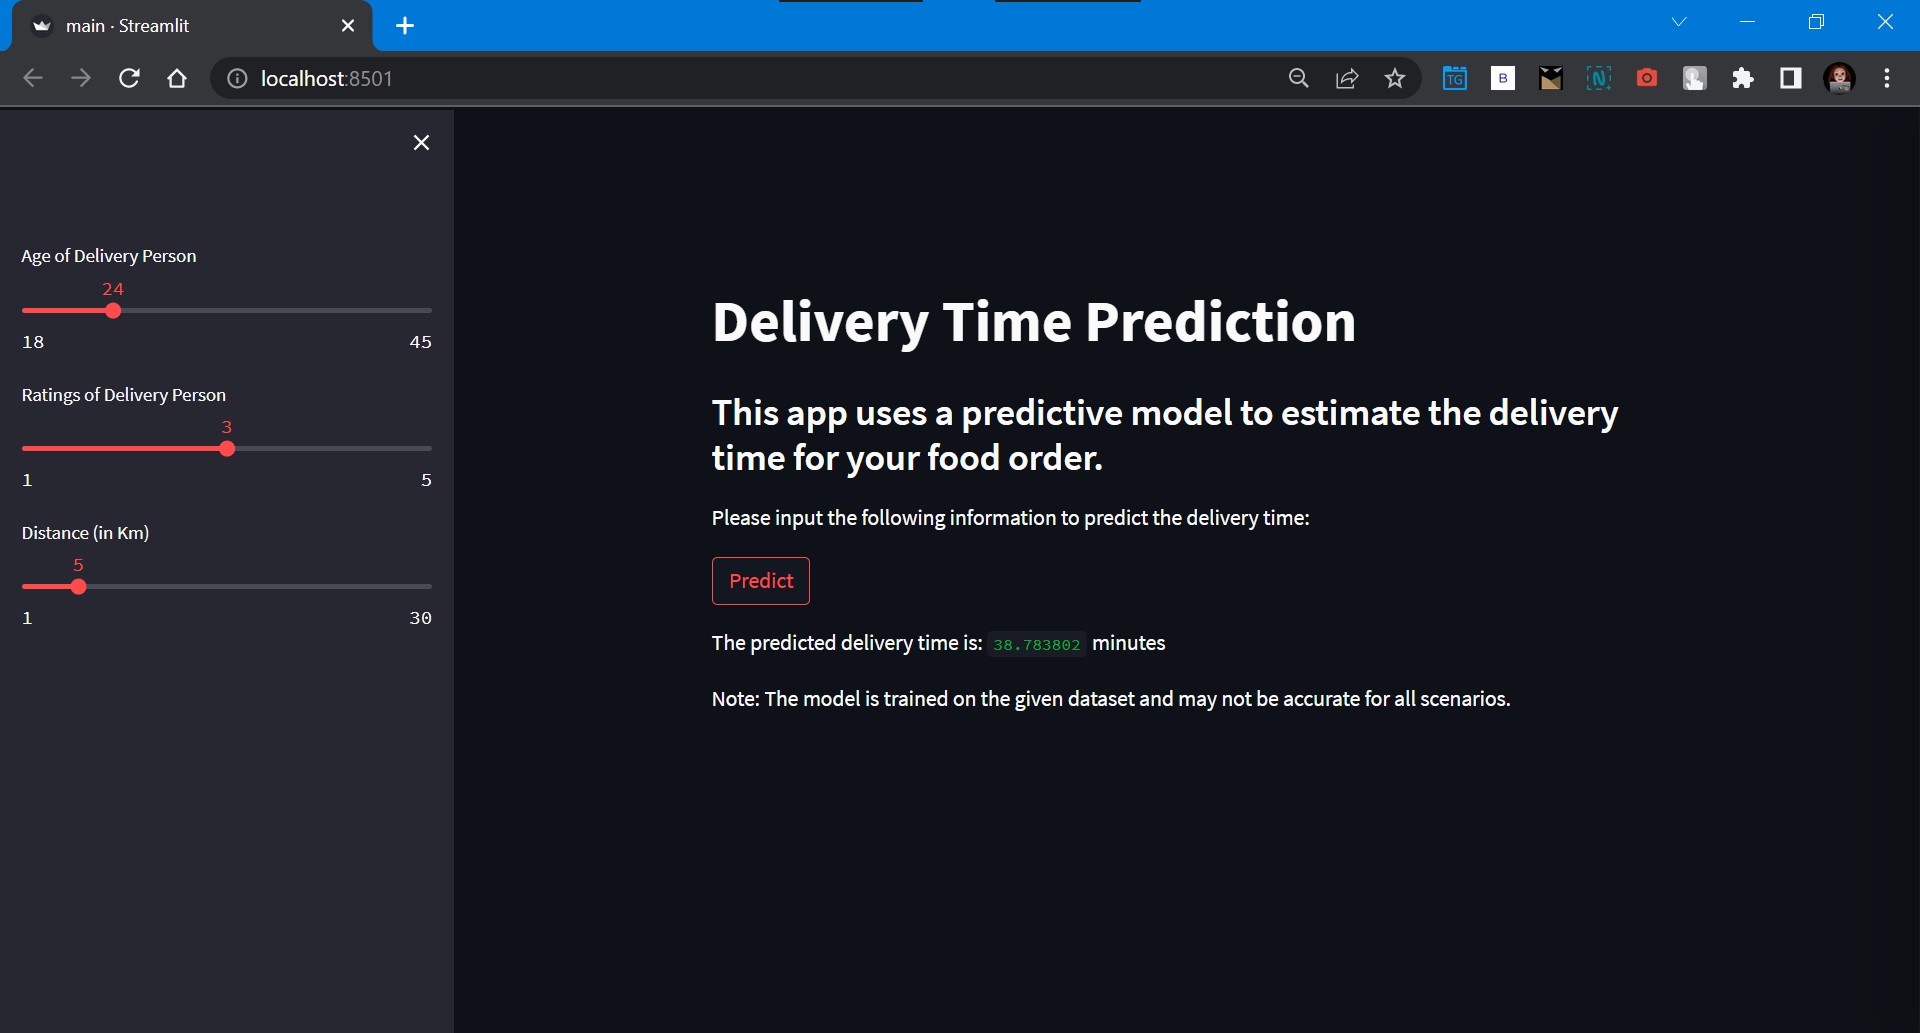 main · Streamlit
localhost:8501
TG
B
N
Age of Delivery Person
24
18 45
Ratings of Delivery Person
3
1 5
Distance (in Km)
5
1 30
Delivery Time Prediction
This app uses a predictive model to estimate the delivery
time for your food order.
Please input the following information to predict the delivery time:
Predict
The predicted delivery time is: 38.783802 minutes
Note: The model is trained on the given dataset and may not be accurate for all scenarios.